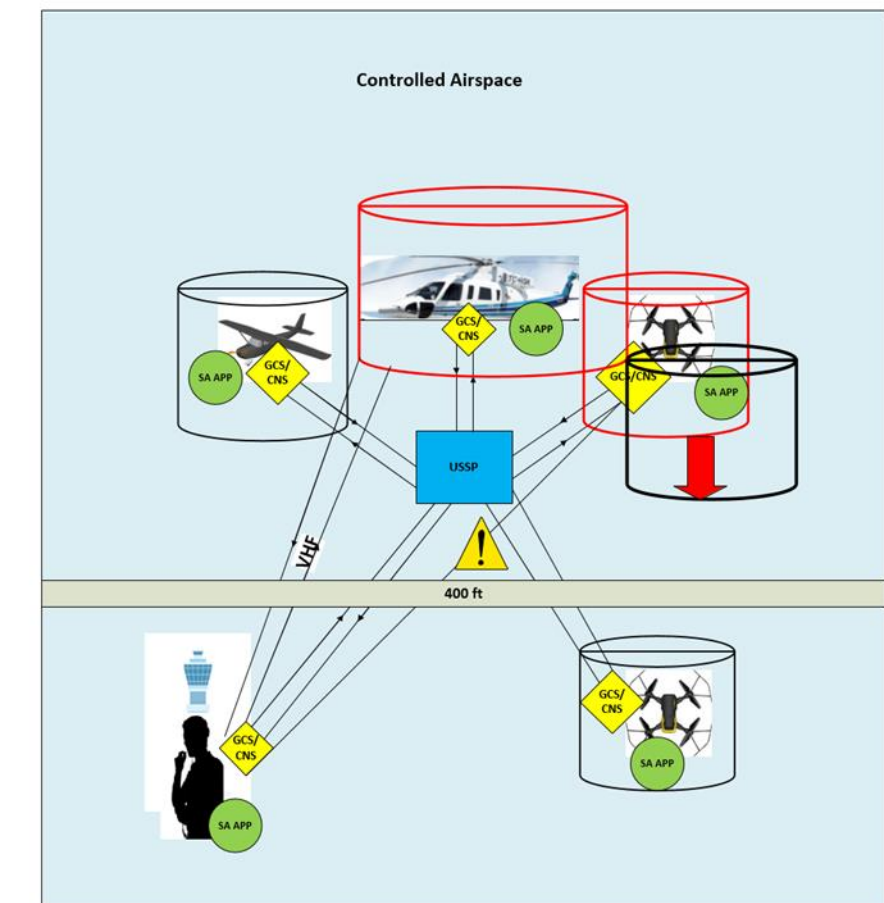 Controlled Airspace
GCS/
CNS
SA APP
GCS/
CNS
SA APP
GCS/CNS
SA APP
USSP
VHF
400 ft
GCS/
CNS
SA APP
GCS/
CNS
SA APP